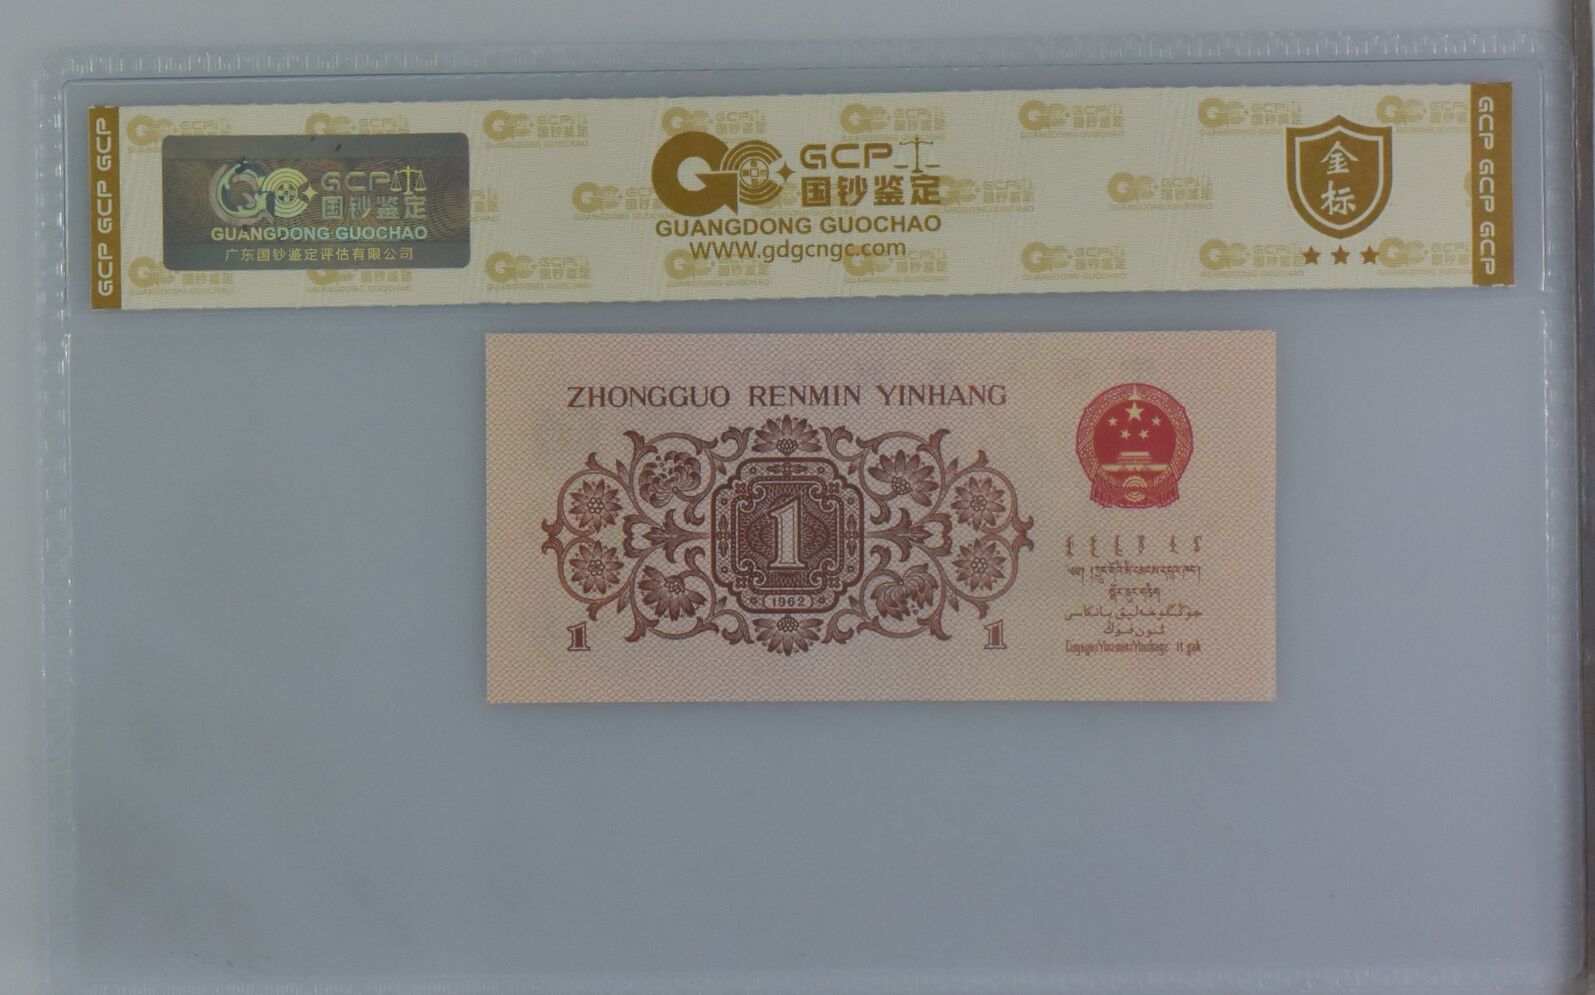 GCP GCP GCP
GCP
国钞鉴定
GUANGDONG GUOCHAO
广东国钞鉴定评估有限公司
GCP
国钞鉴定
GUANGDONG GUOCHAO
WWW.gdgcngc.com
金标
GCP GCP GCP
ZHONGGUO RENMIN YINHANG
1
(1962)
1
1